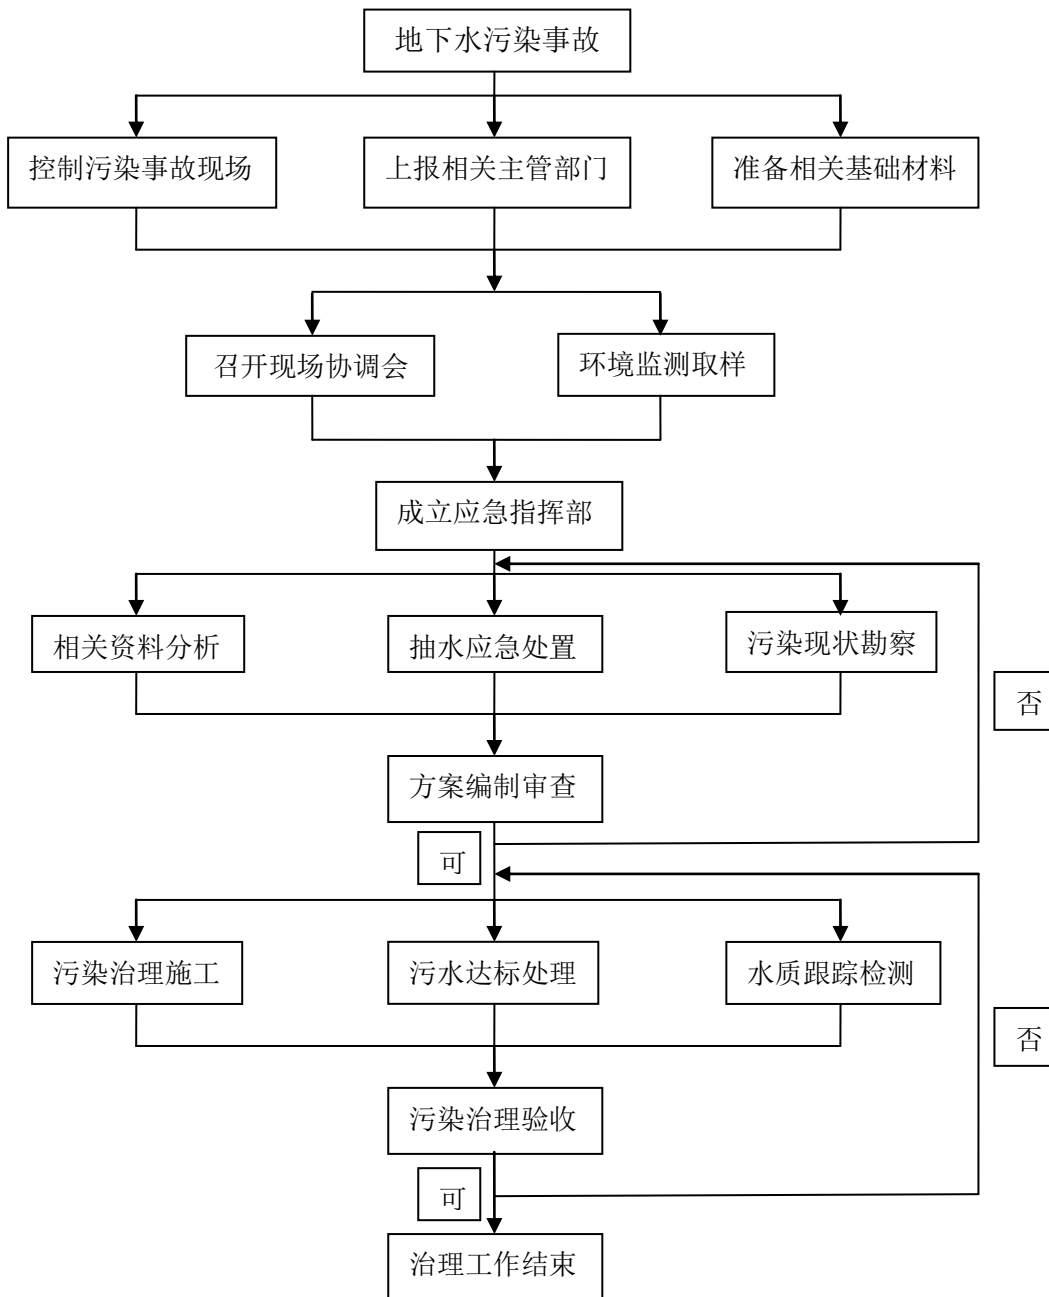 地下水污染事故
控制污染事故现场
上报相关主管部门
准备相关基础材料
召开现场协调会
环境监测取样
成立应急指挥部
相关资料分析
抽水应急处置
污染现状勘察
否
方案编制审查
可
污染治理施工
污水达标处理
水质跟踪检测
否
污染治理验收
可
治理工作结束